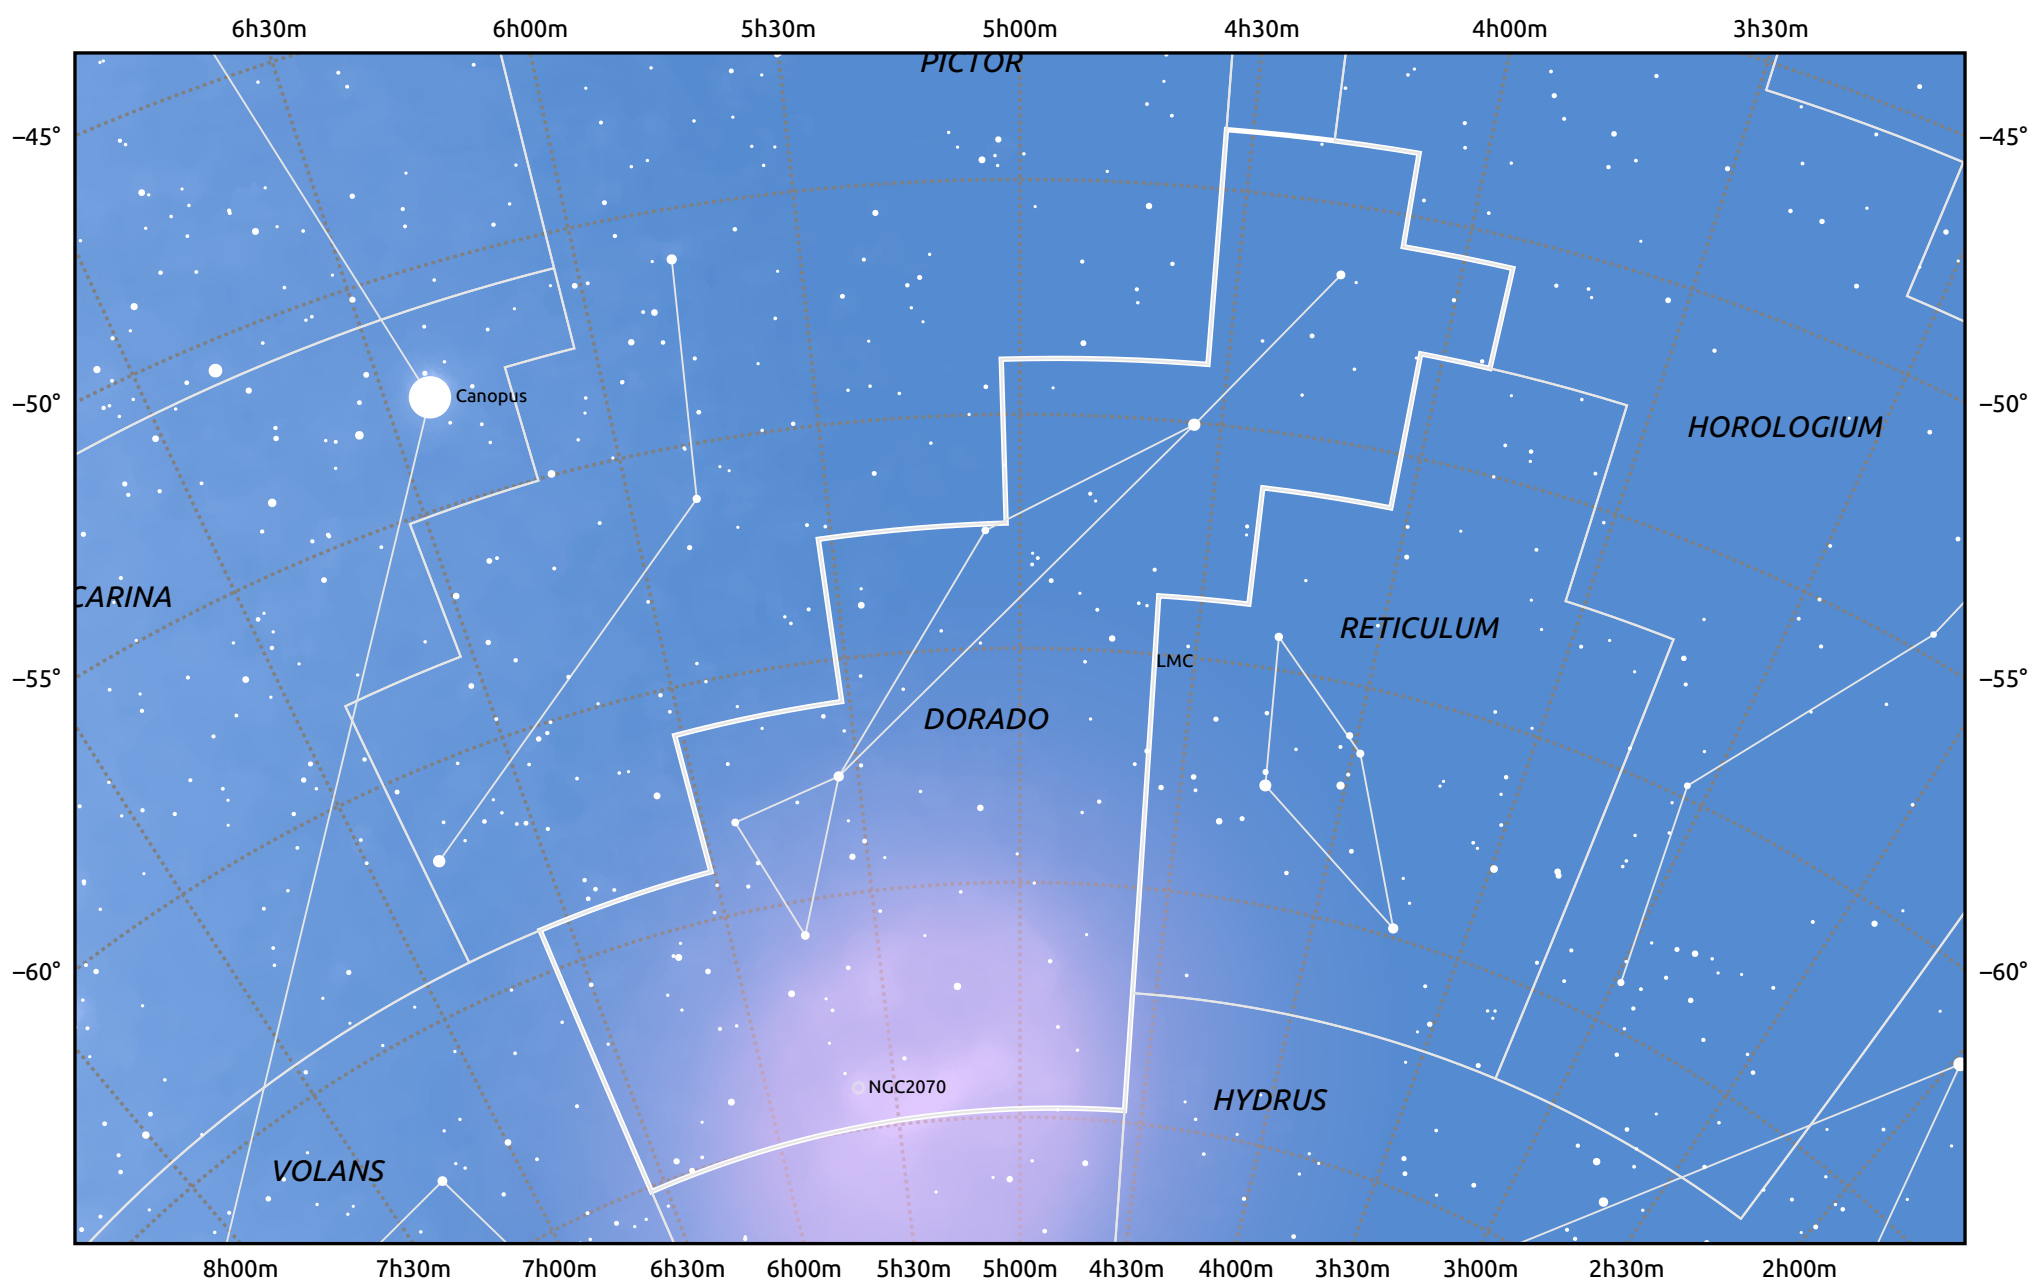 6h30m 6h00m 5h30m 5h00m 4h30m 4h00m 3h30m
PICTOR
–45° –45°
Canopus
–50° –50°
HOROLOGIUM
CARINA
RETICULUM
LMC
–55° –55°
DORADO
–60° –60°
NGC2070
HYDRUS
VOLANS
8h00m 7h30m 7h00m 6h30m 6h00m 5h30m 5h00m 4h30m 4h00m 3h30m 3h00m 2h30m 2h00m